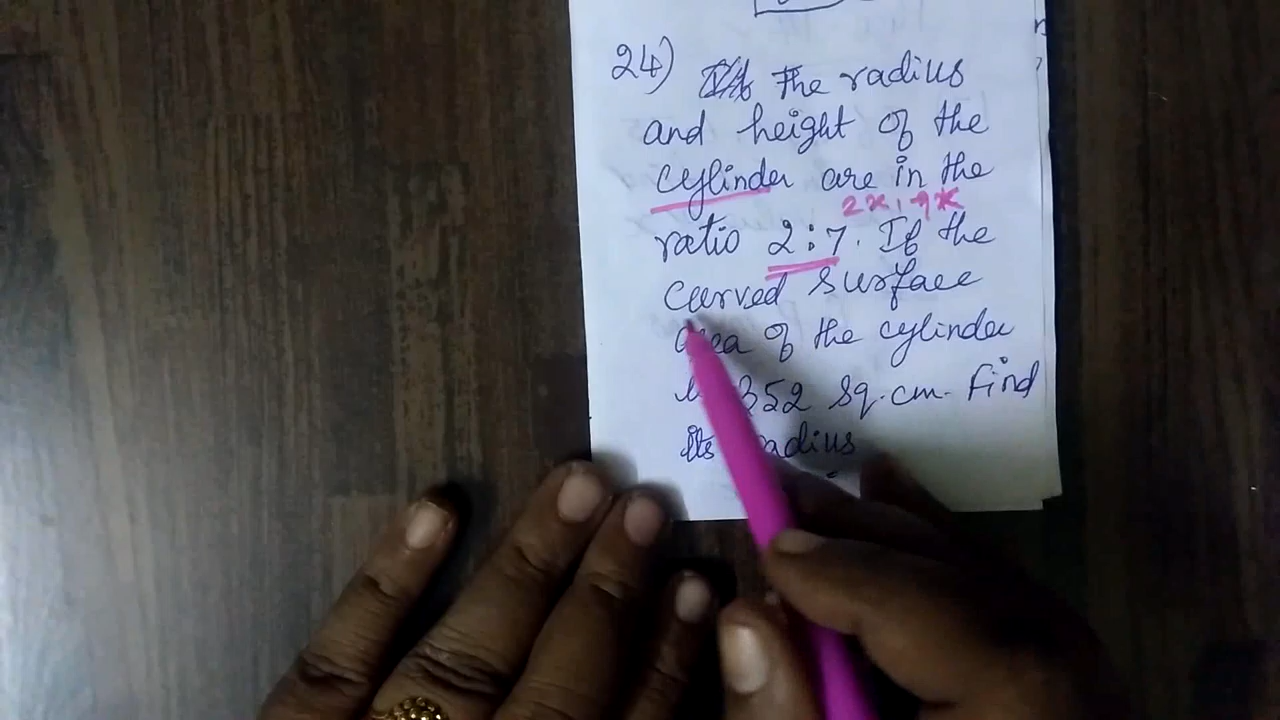 24) The radius
and height of the
cylinder are in the
2x, 7x
ratio 2:7. If the
curved surface
area of the cylinder
352 sq.cm. Find
Its radius